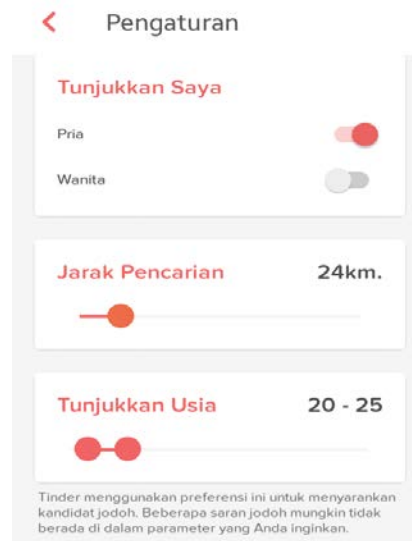 Pengaturan
Tunjukkan Saya
Pria
Wanita
Jarak Pencarian 24km.
Tunjukkan Usia 20 - 25
Tinder menggunakan preferensi ini untuk menyarankan
kandidat jodoh. Beberapa saran jodoh mungkin tidak
berada di dalam parameter yang Anda inginkan.